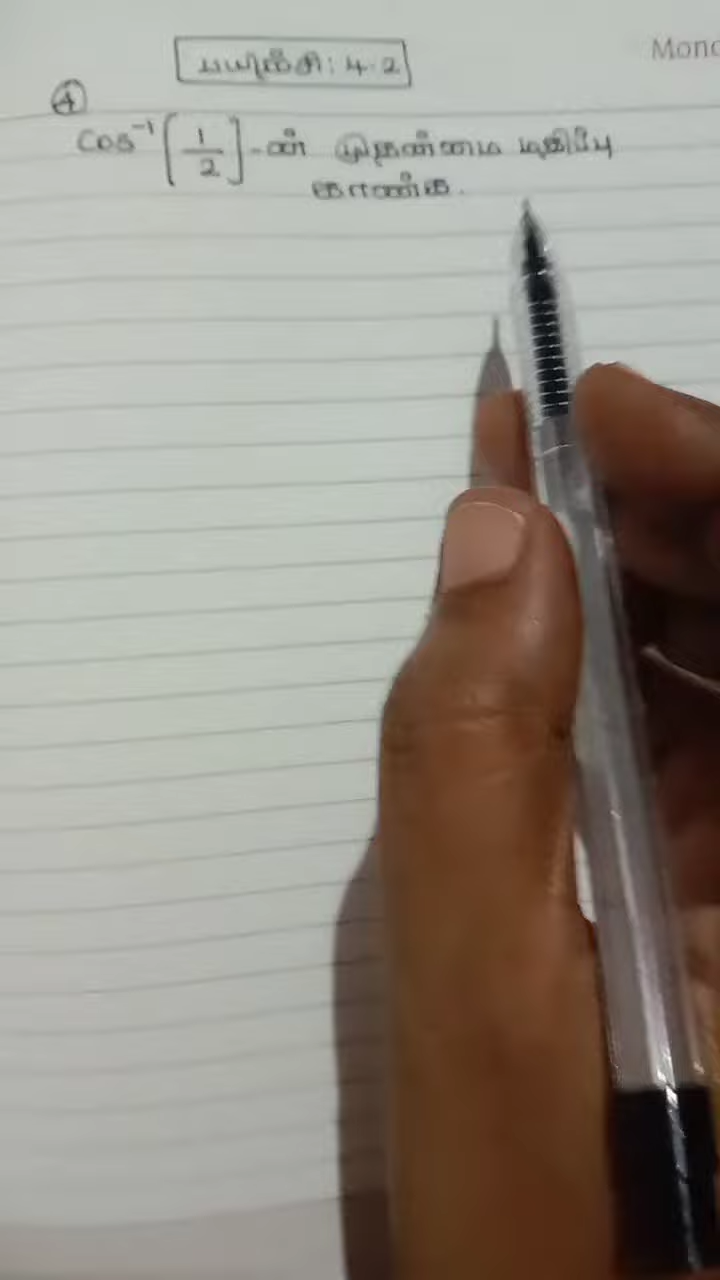 Mond
பயிற்சி: 4.2
④
Cos⁻¹[1/2]-ன் முதன்மை மதிப்பு
காண்க.